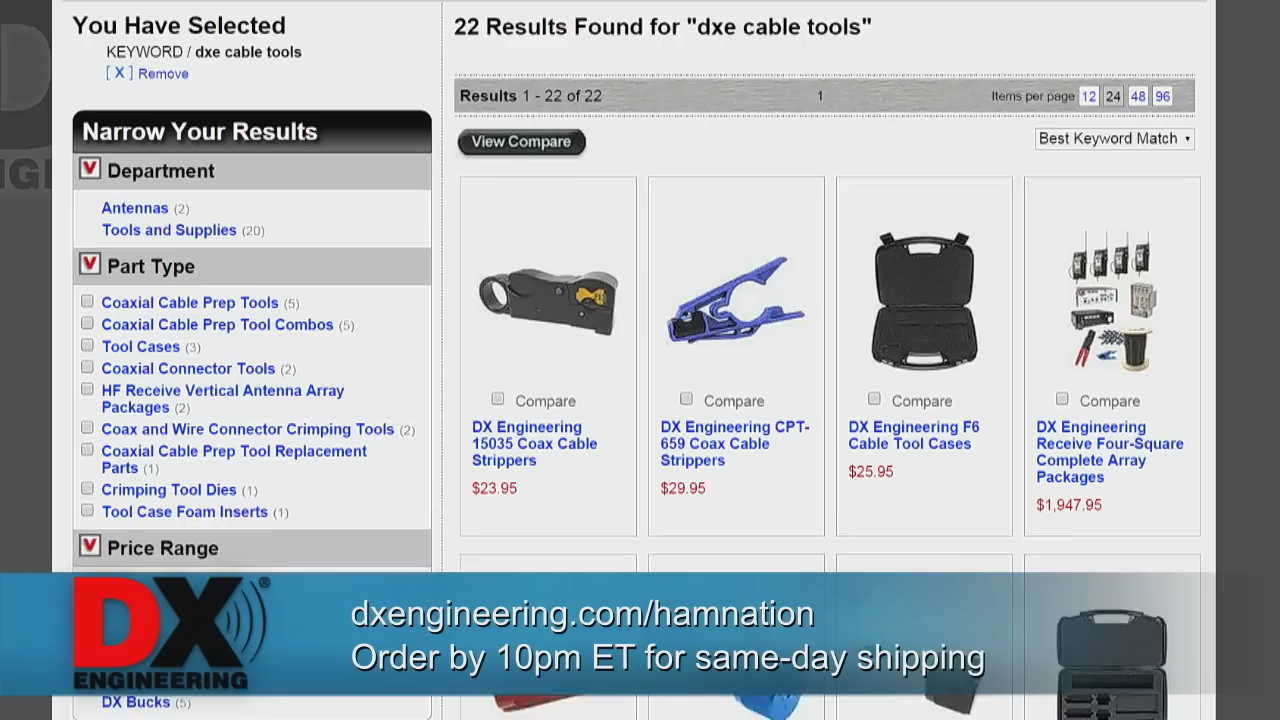 You Have Selected
KEYWORD / dxe cable tools
[ X ] Remove
Narrow Your Results
Department
Antennas (2)
Tools and Supplies (20)
Part Type
Coaxial Cable Prep Tools (5)
Coaxial Cable Prep Tool Combos (5)
Tool Cases (3)
Coaxial Connector Tools (2)
HF Receive Vertical Antenna Array
Packages (2)
Coax and Wire Connector Crimping Tools (2)
Coaxial Cable Prep Tool Replacement
Parts (1)
Crimping Tool Dies (1)
Tool Case Foam Inserts (1)
Price Range
DX Bucks (5)
22 Results Found for "dxe cable tools"
Results 1 - 22 of 22
1
Items per page 12 24 48 96
View Compare
Best Keyword Match
Compare
DX Engineering
15035 Coax Cable
Strippers
$23.95
Compare
DX Engineering CPT-
659 Coax Cable
Strippers
$29.95
Compare
DX Engineering F6
Cable Tool Cases
$25.95
Compare
DX Engineering
Receive Four-Square
Complete Array
Packages
$1,947.95
DX®
ENGINEERING
dxengineering.com/hamnation
Order by 10pm ET for same-day shipping